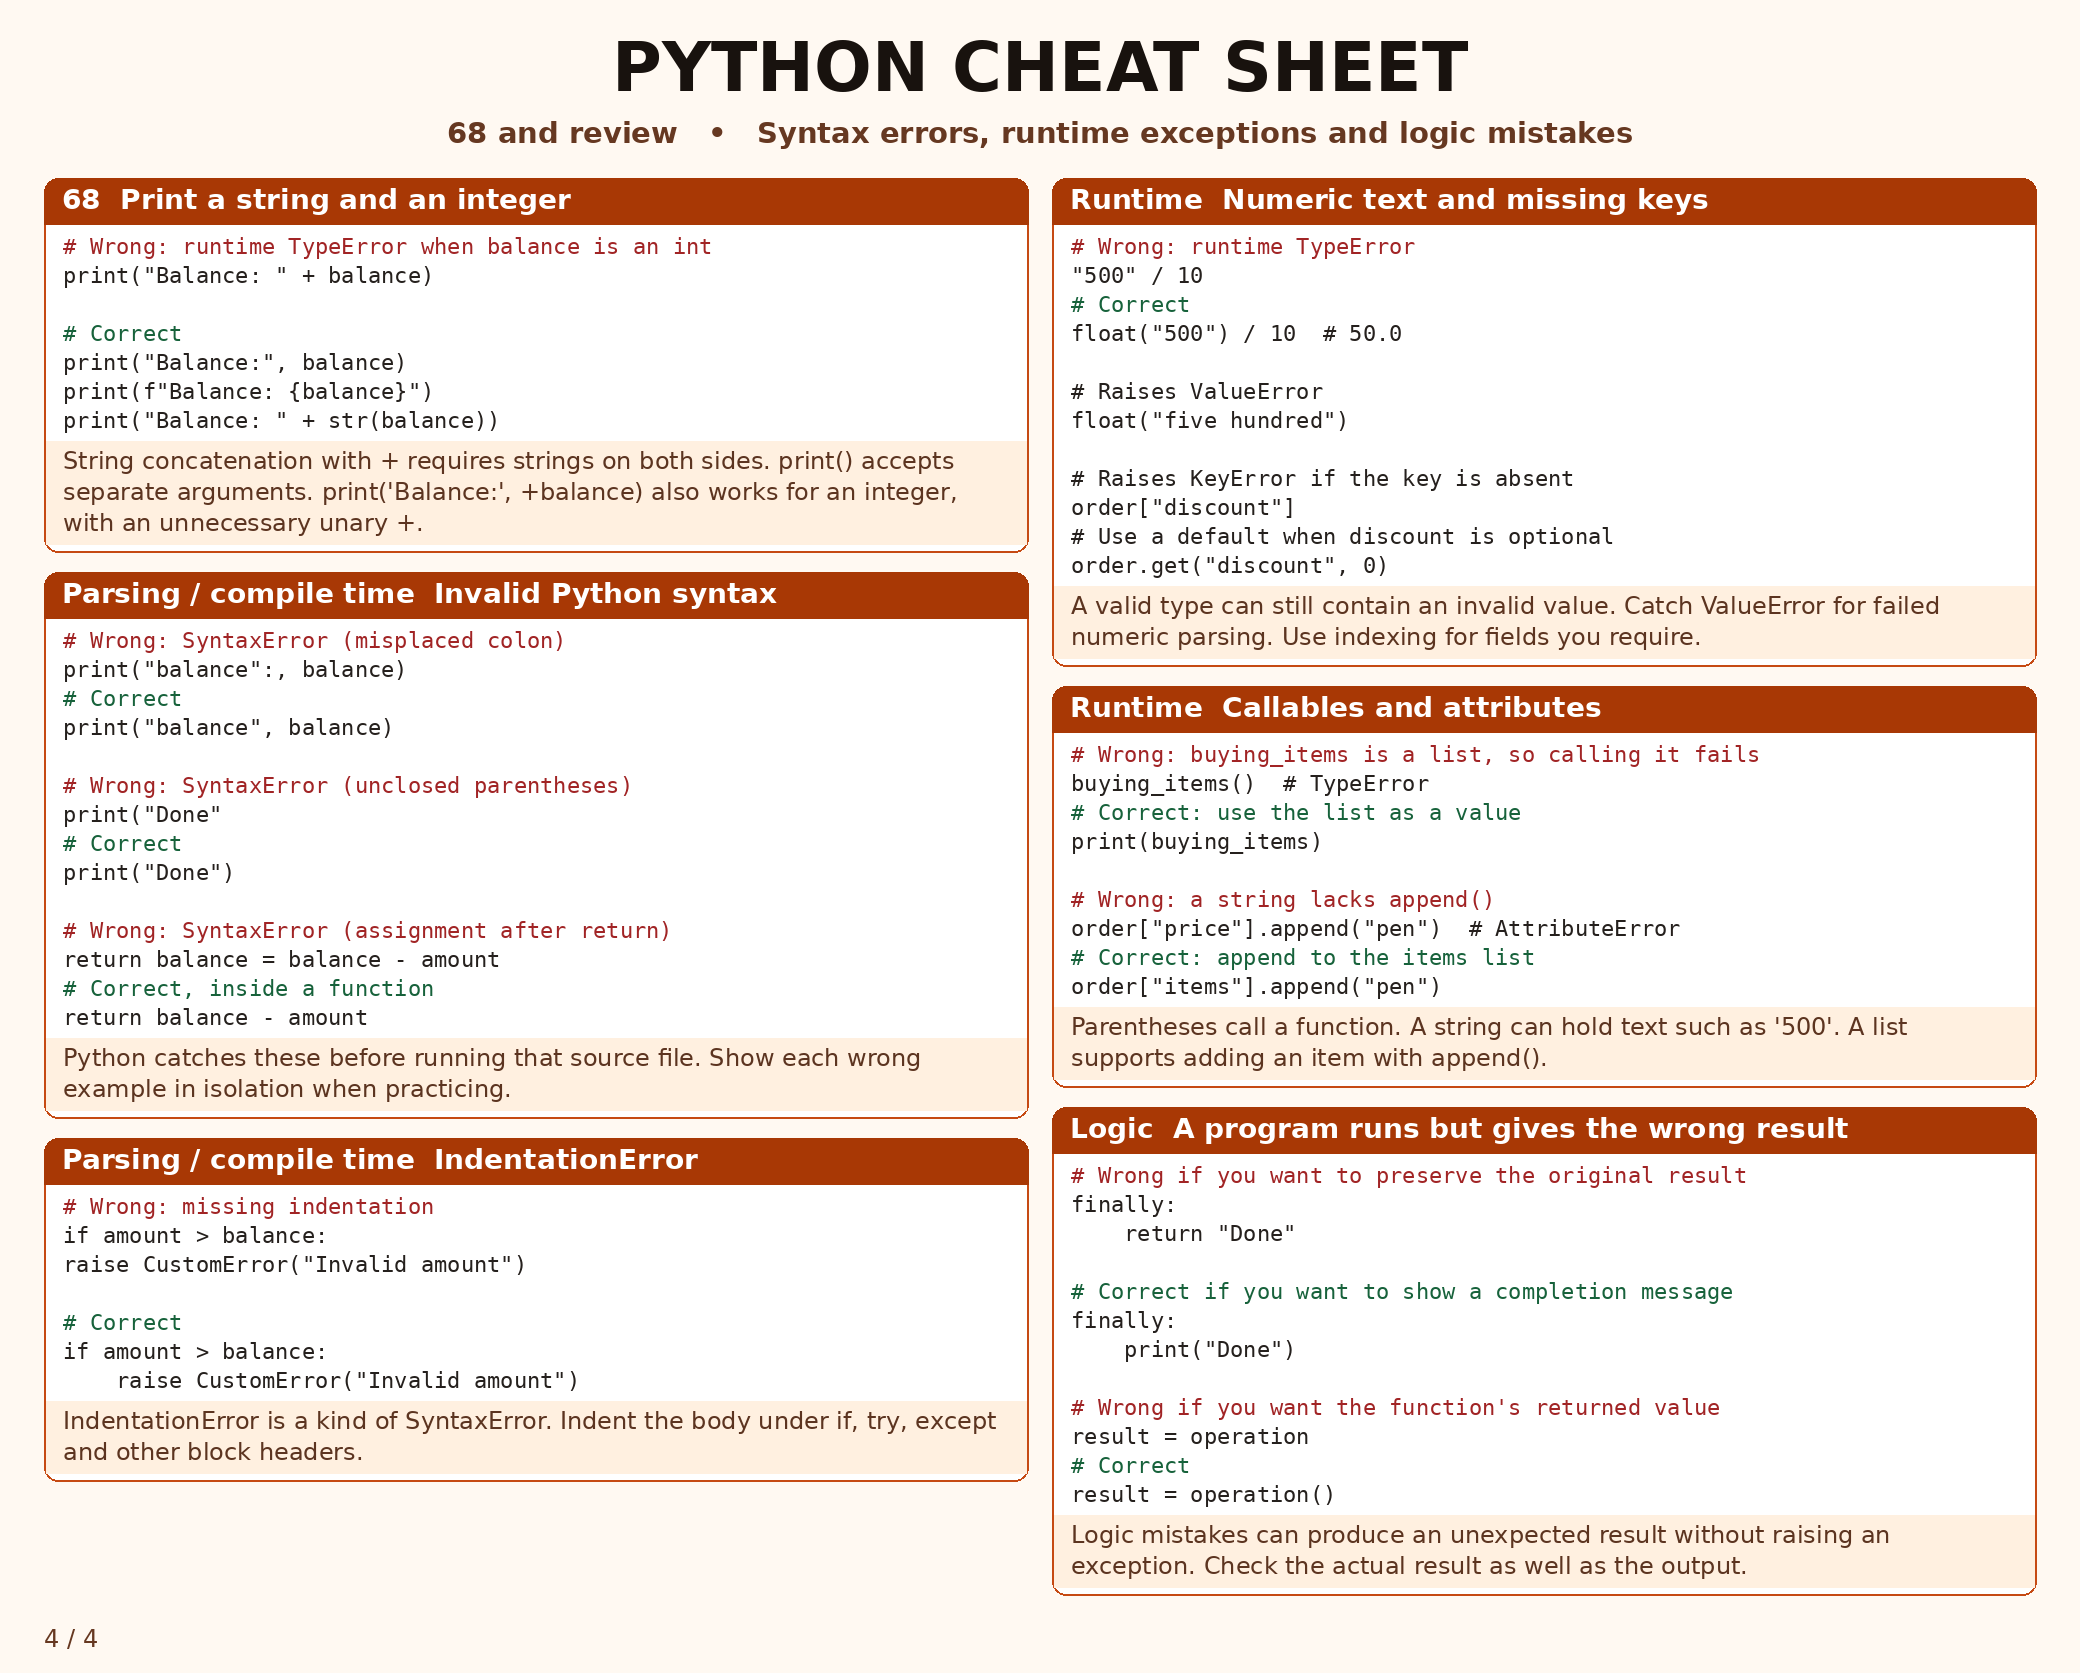 PYTHON CHEAT SHEET
68 and review • Syntax errors, runtime exceptions and logic mistakes
68  Print a string and an integer
# Wrong: runtime TypeError when balance is an int
print("Balance: " + balance)

# Correct
print("Balance:", balance)
print(f"Balance: {balance}")
print("Balance: " + str(balance))
String concatenation with + requires strings on both sides. print() accepts
separate arguments. print('Balance:', +balance) also works for an integer,
with an unnecessary unary +.
Parsing / compile time  Invalid Python syntax
# Wrong: SyntaxError (misplaced colon)
print("balance":, balance)
# Correct
print("balance", balance)

# Wrong: SyntaxError (unclosed parentheses)
print("Done"
# Correct
print("Done")

# Wrong: SyntaxError (assignment after return)
return balance = balance - amount
# Correct, inside a function
return balance - amount
Python catches these before running that source file. Show each wrong
example in isolation when practicing.
Parsing / compile time  IndentationError
# Wrong: missing indentation
if amount > balance:
raise CustomError("Invalid amount")

# Correct
if amount > balance:
    raise CustomError("Invalid amount")
IndentationError is a kind of SyntaxError. Indent the body under if, try, except
and other block headers.
Runtime  Numeric text and missing keys
# Wrong: runtime TypeError
"500" / 10
# Correct
float("500") / 10  # 50.0

# Raises ValueError
float("five hundred")

# Raises KeyError if the key is absent
order["discount"]
# Use a default when discount is optional
order.get("discount", 0)
A valid type can still contain an invalid value. Catch ValueError for failed
numeric parsing. Use indexing for fields you require.
Runtime  Callables and attributes
# Wrong: buying_items is a list, so calling it fails
buying_items()  # TypeError
# Correct: use the list as a value
print(buying_items)

# Wrong: a string lacks append()
order["price"].append("pen")  # AttributeError
# Correct: append to the items list
order["items"].append("pen")
Parentheses call a function. A string can hold text such as '500'. A list
supports adding an item with append().
Logic  A program runs but gives the wrong result
# Wrong if you want to preserve the original result
finally:
    return "Done"

# Correct if you want to show a completion message
finally:
    print("Done")

# Wrong if you want the function's returned value
result = operation
# Correct
result = operation()
Logic mistakes can produce an unexpected result without raising an
exception. Check the actual result as well as the output.
4 / 4